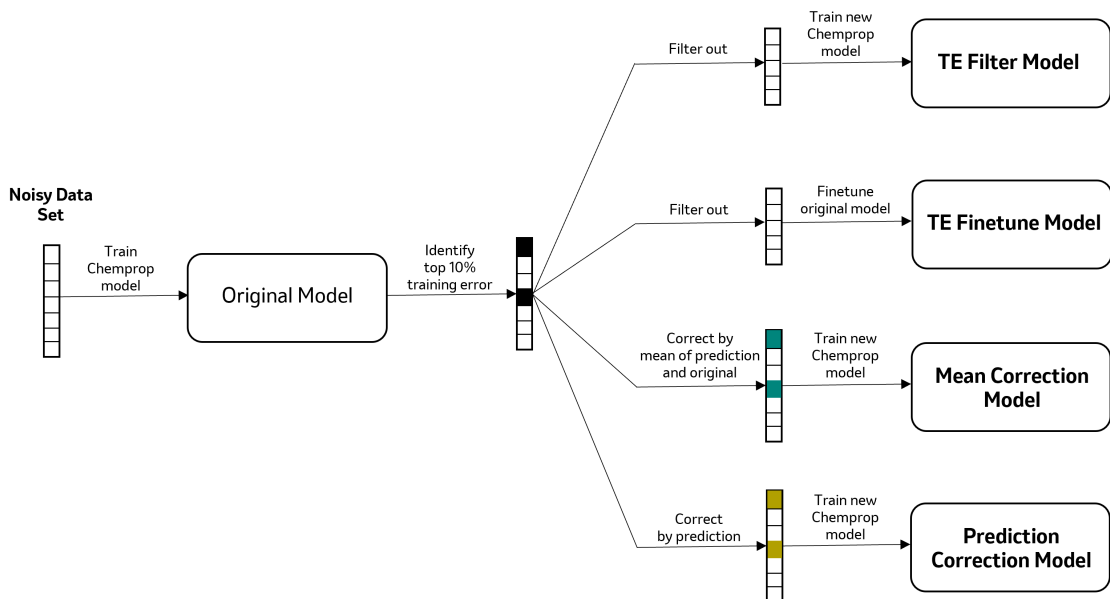 Noisy Data
Set
Train
Chemprop
model
Original Model
Identify
top 10%
training error
Filter out
Train new
Chemprop
model
TE Filter Model
Filter out
Finetune
original model
TE Finetune Model
Correct by
mean of prediction
and original
Train new
Chemprop
model
Mean Correction
Model
Correct
by prediction
Train new
Chemprop
model
Prediction
Correction Model